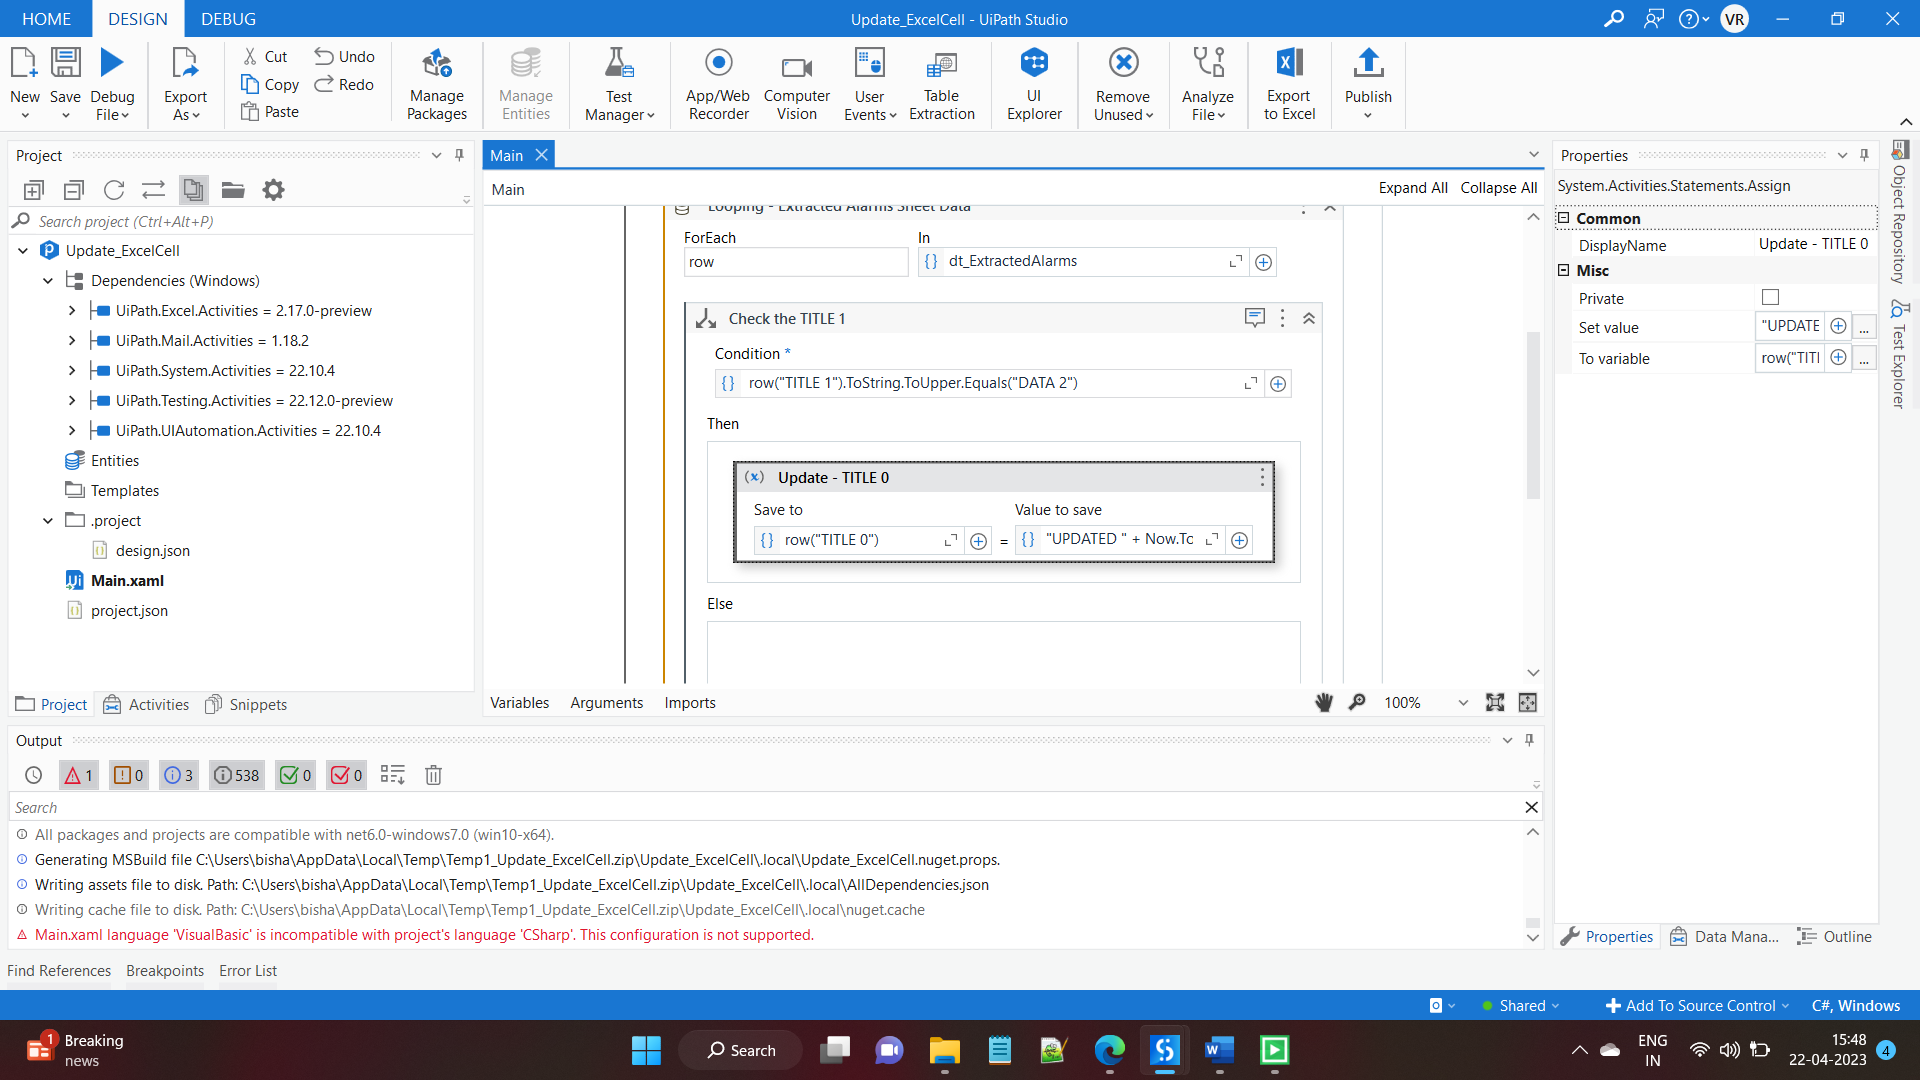 HOME DESIGN DEBUG
Update_ExcelCell - UiPath Studio
VR
New
Save
Debug File
Export As
Cut
Copy
Paste
Undo
Redo
Manage Packages
Manage Entities
Test Manager
App/Web Recorder
Computer Vision
User Events
Table Extraction
UI Explorer
Remove Unused
Analyze File
Export to Excel
Publish
Project
Search project (Ctrl+Alt+P)
Update_ExcelCell
Dependencies (Windows)
UiPath.Excel.Activities = 2.17.0-preview
UiPath.Mail.Activities = 1.18.2
UiPath.System.Activities = 22.10.4
UiPath.Testing.Activities = 22.12.0-preview
UiPath.UIAutomation.Activities = 22.10.4
Entities
Templates
.project
design.json
Main.xaml
project.json
Project Activities Snippets
Main
Main
Expand All Collapse All
Looping - Extracted Alarms Sheet Data
ForEach In
row dt_ExtractedAlarms
Check the TITLE 1
Condition *
row("TITLE 1").ToString.ToUpper.Equals("DATA 2")
Then
Update - TITLE 0
Save to Value to save
row("TITLE 0") = "UPDATED " + Now.To
Else
Variables Arguments Imports
100%
Properties
System.Activities.Statements.Assign
Common
DisplayName Update - TITLE 0
Misc
Private
Set value "UPDATE ...
To variable row("TITI ...
Properties Data Mana... Outline
Object Repository
Test Explorer
Output
1 0 3 538 0 0
Search
All packages and projects are compatible with net6.0-windows7.0 (win10-x64).
Generating MSBuild file C:\Users\bisha\AppData\Local\Temp\Temp1_Update_ExcelCell.zip\Update_ExcelCell\.local\Update_ExcelCell.nuget.props.
Writing assets file to disk. Path: C:\Users\bisha\AppData\Local\Temp\Temp1_Update_ExcelCell.zip\Update_ExcelCell\.local\AllDependencies.json
Writing cache file to disk. Path: C:\Users\bisha\AppData\Local\Temp\Temp1_Update_ExcelCell.zip\Update_ExcelCell\.local\nuget.cache
Main.xaml language 'VisualBasic' is incompatible with project's language 'CSharp'. This configuration is not supported.
Find References Breakpoints Error List
Shared Add To Source Control C#, Windows
1 Breaking
news
Search
ENG
IN
15:48
22-04-2023
4